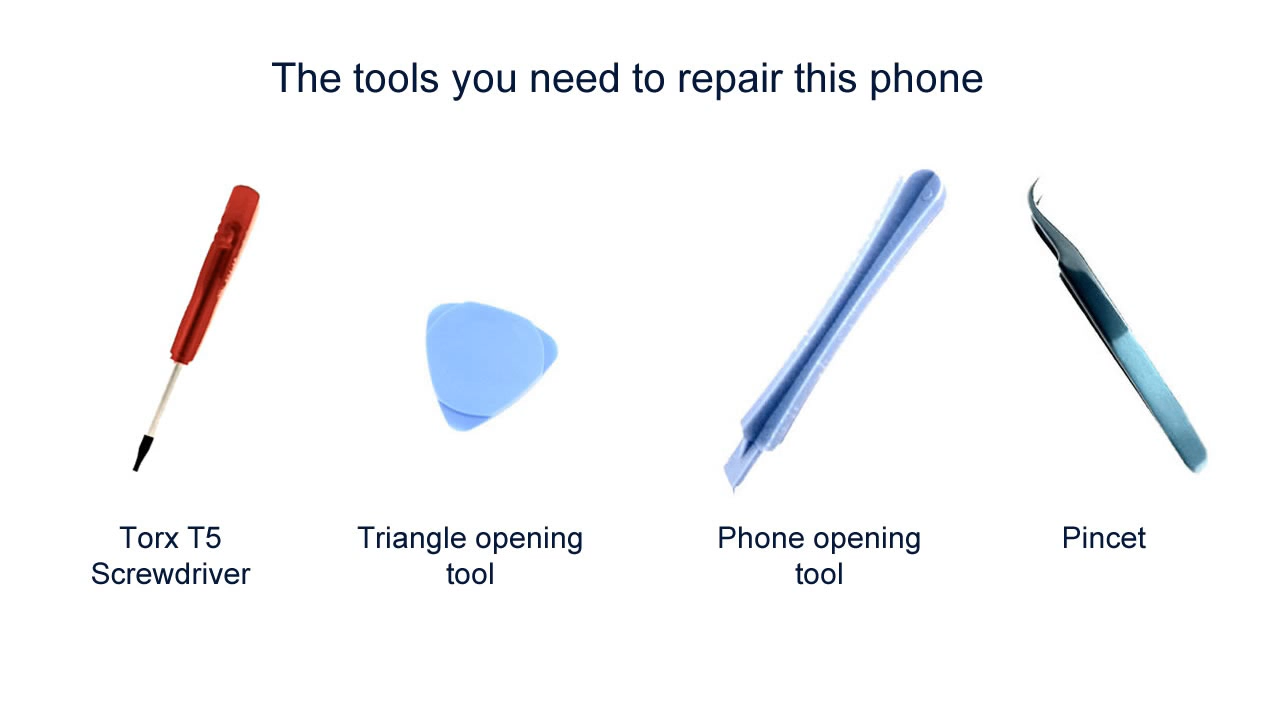 The tools you need to repair this phone
Torx T5
Screwdriver
Triangle opening
tool
Phone opening
tool
Pincet